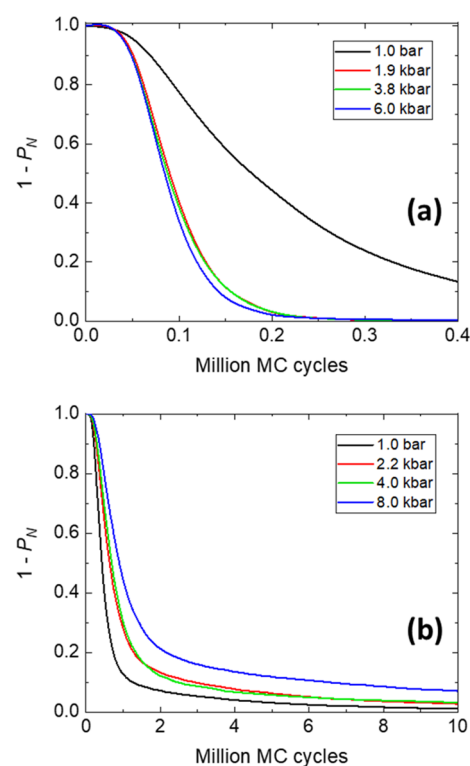 1.0
0.8
0.6
0.4
0.2
0.0
1 - P_N
1.0 bar
1.9 kbar
3.8 kbar
6.0 kbar
(a)
0.0 0.1 0.2 0.3 0.4
Million MC cycles
1.0
0.8
0.6
0.4
0.2
0.0
1 - P_N
1.0 bar
2.2 kbar
4.0 kbar
8.0 kbar
(b)
0 2 4 6 8 10
Million MC cycles